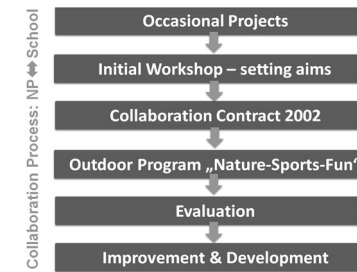 Collaboration Process: NP⬌School
Occasional Projects
Initial Workshop – setting aims
Collaboration Contract 2002
Outdoor Program „Nature-Sports-Fun“
Evaluation
Improvement & Development